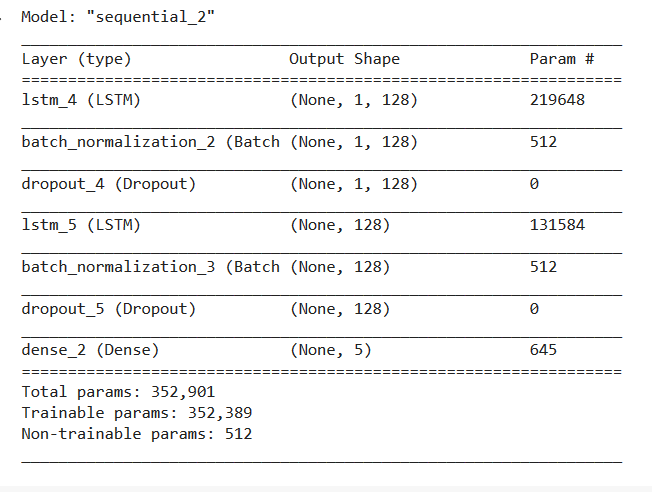 Model: "sequential_2"
Layer (type) Output Shape Param #
lstm_4 (LSTM) (None, 1, 128) 219648
batch_normalization_2 (Batch (None, 1, 128) 512
dropout_4 (Dropout) (None, 1, 128) 0
lstm_5 (LSTM) (None, 128) 131584
batch_normalization_3 (Batch (None, 128) 512
dropout_5 (Dropout) (None, 128) 0
dense_2 (Dense) (None, 5) 645
Total params: 352,901
Trainable params: 352,389
Non-trainable params: 512